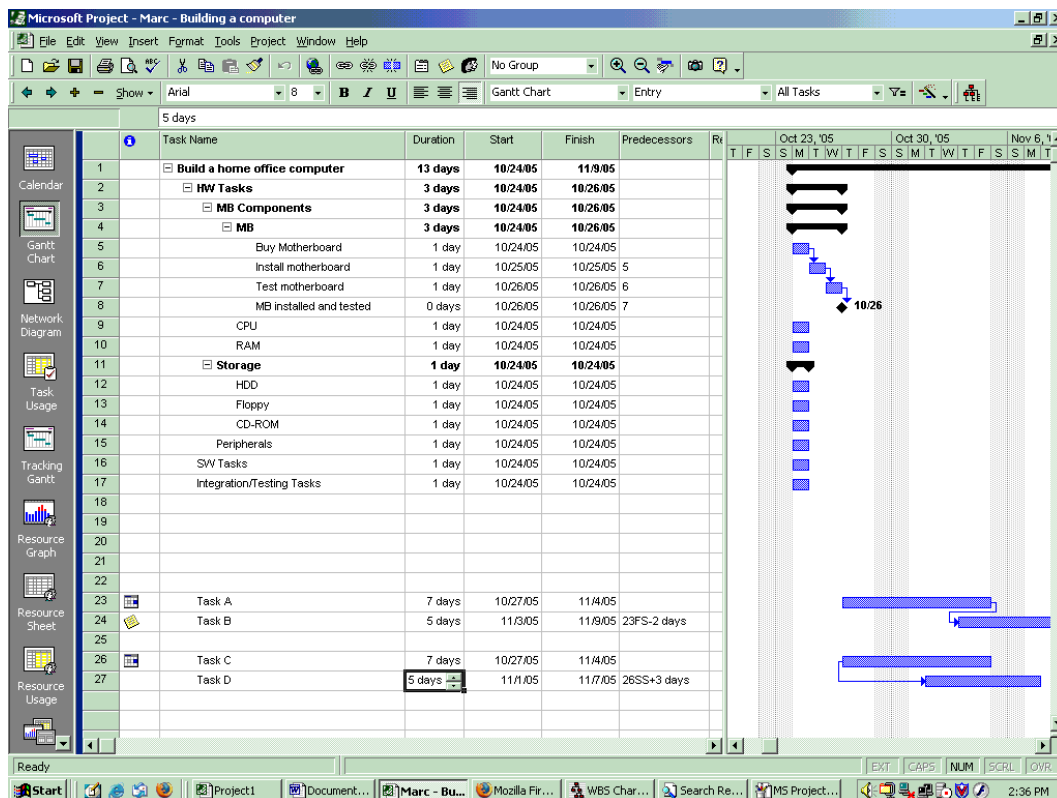 Microsoft Project - Marc - Building a computer
File Edit View Insert Format Tools Project Window Help
No Group
Show Arial 8 B I U Gantt Chart Entry All Tasks
5 days
Task Name Duration Start Finish Predecessors Re
Oct 23, '05 Oct 30, '05 Nov 6, '
T F S S M T W T F S S M T W T F S S M T
1 Build a home office computer 13 days 10/24/05 11/9/05
2 HW Tasks 3 days 10/24/05 10/26/05
3 MB Components 3 days 10/24/05 10/26/05
4 MB 3 days 10/24/05 10/26/05
5 Buy Motherboard 1 day 10/24/05 10/24/05
6 Install motherboard 1 day 10/25/05 10/25/05 5
7 Test motherboard 1 day 10/26/05 10/26/05 6
8 MB installed and tested 0 days 10/26/05 10/26/05 7 10/26
9 CPU 1 day 10/24/05 10/24/05
10 RAM 1 day 10/24/05 10/24/05
11 Storage 1 day 10/24/05 10/24/05
12 HDD 1 day 10/24/05 10/24/05
13 Floppy 1 day 10/24/05 10/24/05
14 CD-ROM 1 day 10/24/05 10/24/05
15 Peripherals 1 day 10/24/05 10/24/05
16 SW Tasks 1 day 10/24/05 10/24/05
17 Integration/Testing Tasks 1 day 10/24/05 10/24/05
18
19
20
21
22
23 Task A 7 days 10/27/05 11/4/05
24 Task B 5 days 11/3/05 11/9/05 23FS-2 days
25
26 Task C 7 days 10/27/05 11/4/05
27 Task D 5 days 11/1/05 11/7/05 26SS+3 days
Calendar
Gantt
Chart
Network
Diagram
Task
Usage
Tracking
Gantt
Resource
Graph
Resource
Sheet
Resource
Usage
Ready EXT CAPS NUM SCRL OVR
Start Project1 Document... Marc - Bu... Mozilla Fir... WBS Char... Search Re... MS Project... 2:36 PM